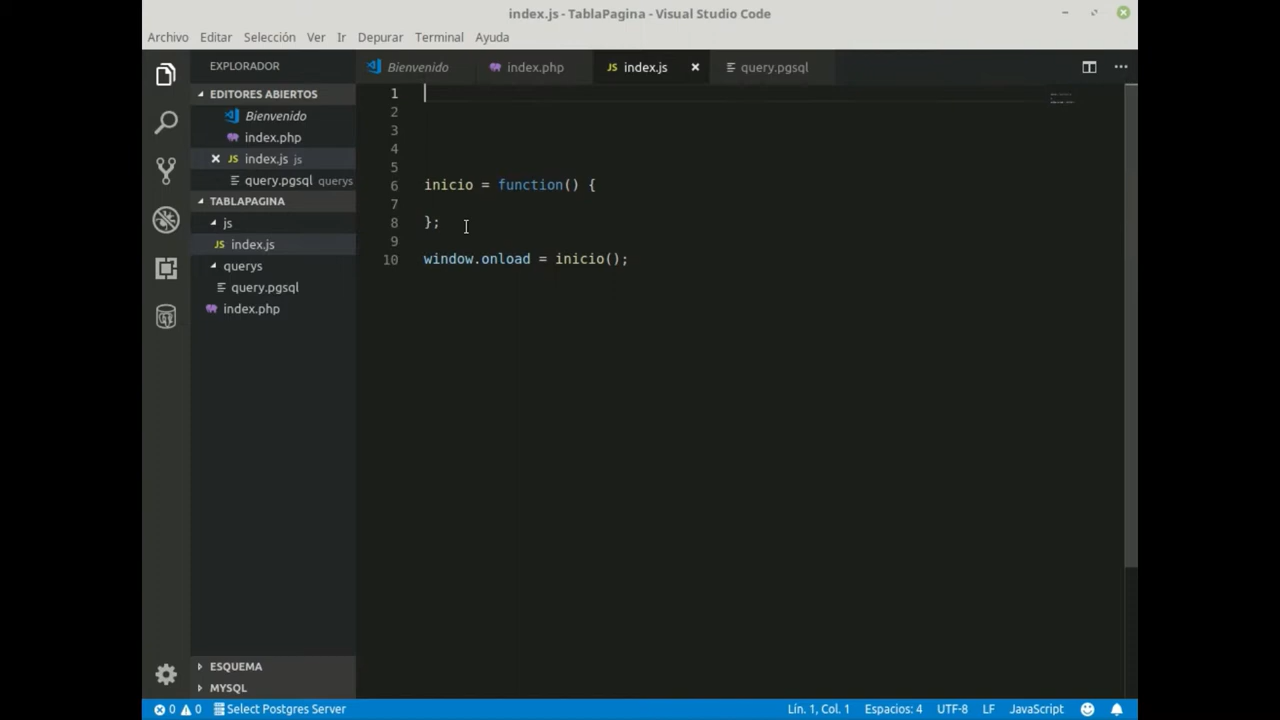 index.js - TablaPagina - Visual Studio Code
Archivo Editar Selección Ver Ir Depurar Terminal Ayuda
EXPLORADOR
Bienvenido index.php JS index.js query.pgsql
EDITORES ABIERTOS
Bienvenido
index.php
JS index.js js
query.pgsql querys
TABLAPAGINA
js
JS index.js
querys
query.pgsql
index.php
ESQUEMA
MYSQL
1
2
3
4
5
6 inicio = function() {
7
8 };
9
10 window.onload = inicio();
0 0 Select Postgres Server Lín. 1, Col. 1 Espacios: 4 UTF-8 LF JavaScript